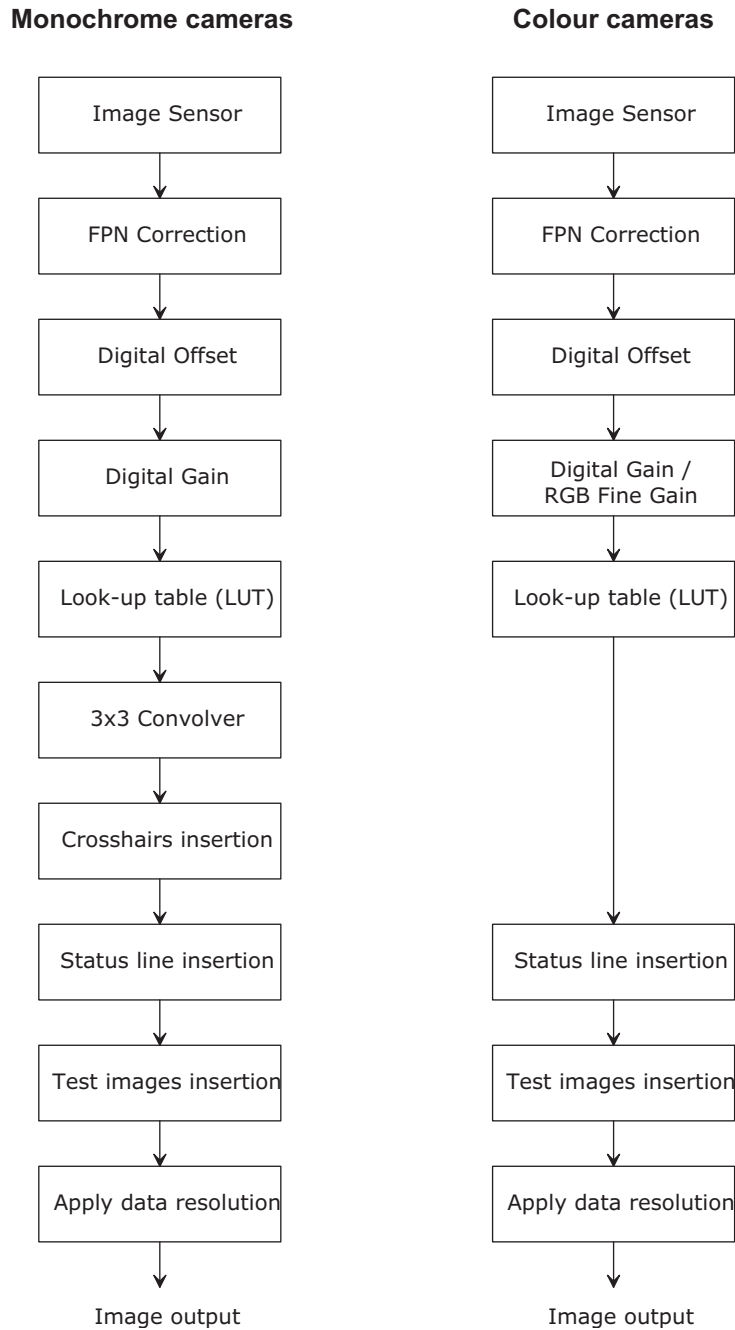 Monochrome cameras
Image Sensor
FPN Correction
Digital Offset
Digital Gain
Look-up table (LUT)
3x3 Convolver
Crosshairs insertion
Status line insertion
Test images insertion
Apply data resolution
Image output
Colour cameras
Image Sensor
FPN Correction
Digital Offset
Digital Gain /
RGB Fine Gain
Look-up table (LUT)
Status line insertion
Test images insertion
Apply data resolution
Image output